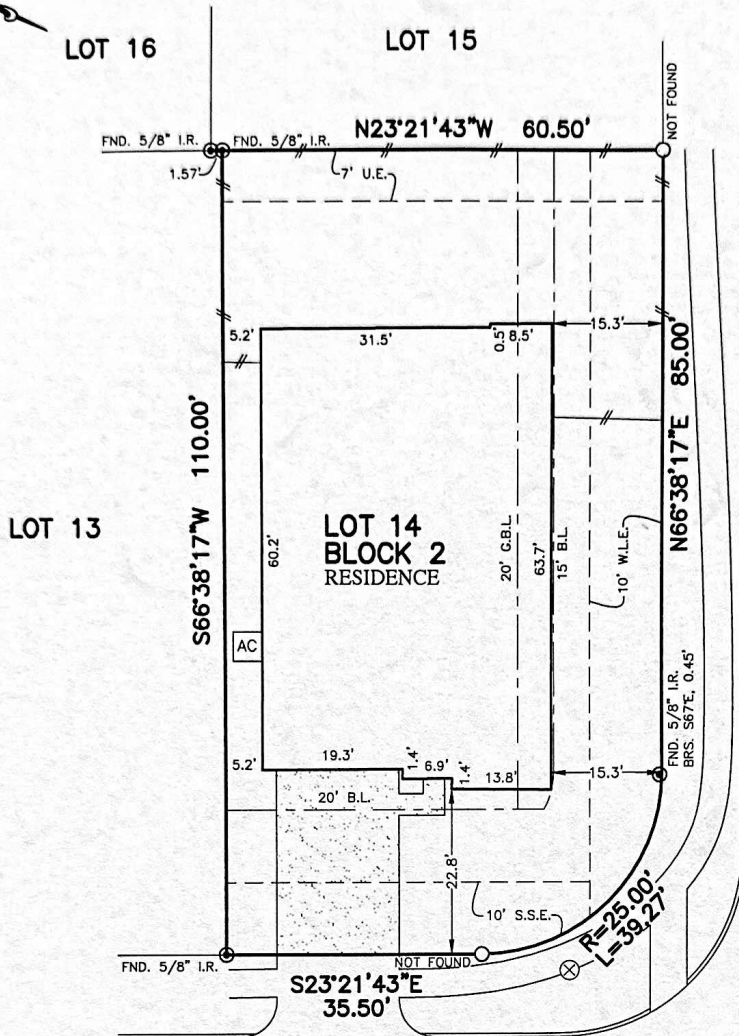 LOT 16
LOT 15
NOT FOUND
FND. 5/8" I.R.
FND. 5/8" I.R.
N23°21'43"W 60.50'
1.57'
7' U.E.
5.2'
31.5'
0.5'
8.5'
15.3'
S66°38'17"W 110.00'
N66°38'17"E 85.00'
LOT 13
LOT 14
BLOCK 2
RESIDENCE
60.2'
20' G.B.L.
63.7'
15' B.L.
10' W.L.E.
AC
5.2'
19.3'
1.4'
6.9'
1.4'
13.8'
15.3'
FND. 5/8" I.R.
BRS. S67°E, 0.45'
20' B.L.
22.8'
10' S.S.E.
R=25.00'
L=39.27'
FND. 5/8" I.R.
NOT FOUND
S23°21'43"E
35.50'